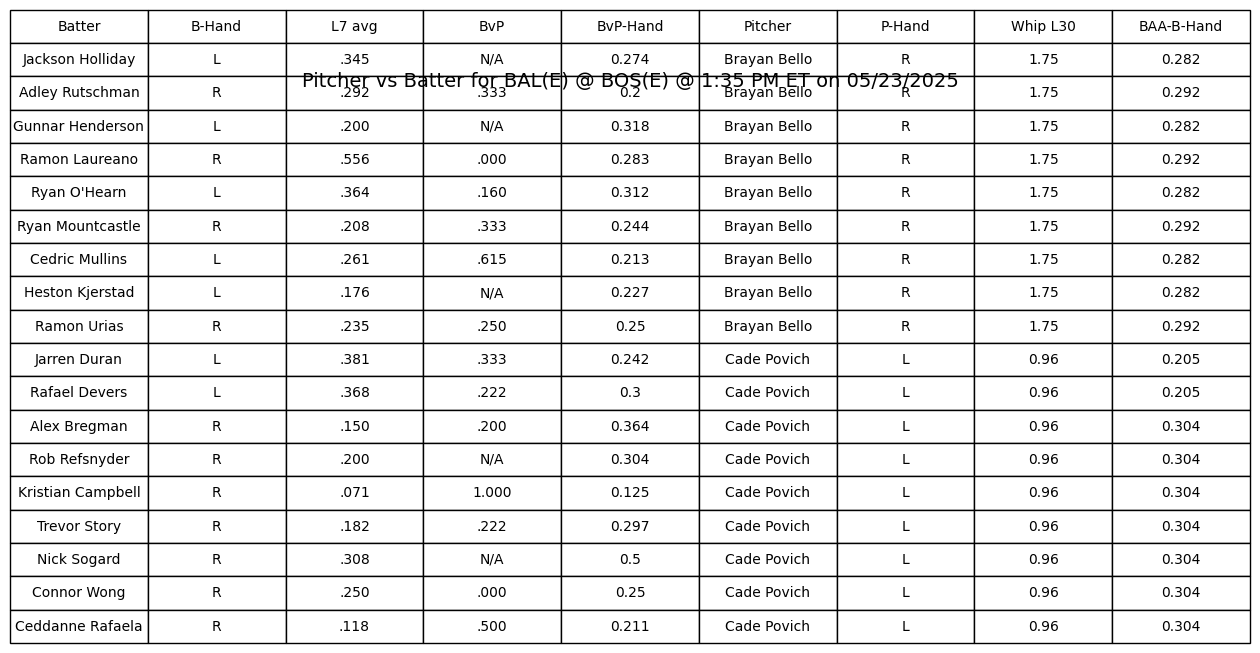 Batter B-Hand L7 avg BvP BvP-Hand Pitcher P-Hand Whip L30 BAA-B-Hand
Jackson Holliday L .345 N/A 0.274 Brayan Bello R 1.75 0.282
Pitcher vs Batter for BAL(E) @ BOS(E) @ 1:35 PM ET on 05/23/2025
Adley Rutschman R .292 .333 0.2 Brayan Bello R 1.75 0.292
Gunnar Henderson L .200 N/A 0.318 Brayan Bello R 1.75 0.282
Ramon Laureano R .556 .000 0.283 Brayan Bello R 1.75 0.292
Ryan O'Hearn L .364 .160 0.312 Brayan Bello R 1.75 0.282
Ryan Mountcastle R .208 .333 0.244 Brayan Bello R 1.75 0.292
Cedric Mullins L .261 .615 0.213 Brayan Bello R 1.75 0.282
Heston Kjerstad L .176 N/A 0.227 Brayan Bello R 1.75 0.282
Ramon Urias R .235 .250 0.25 Brayan Bello R 1.75 0.292
Jarren Duran L .381 .333 0.242 Cade Povich L 0.96 0.205
Rafael Devers L .368 .222 0.3 Cade Povich L 0.96 0.205
Alex Bregman R .150 .200 0.364 Cade Povich L 0.96 0.304
Rob Refsnyder R .200 N/A 0.304 Cade Povich L 0.96 0.304
Kristian Campbell R .071 1.000 0.125 Cade Povich L 0.96 0.304
Trevor Story R .182 .222 0.297 Cade Povich L 0.96 0.304
Nick Sogard R .308 N/A 0.5 Cade Povich L 0.96 0.304
Connor Wong R .250 .000 0.25 Cade Povich L 0.96 0.304
Ceddanne Rafaela R .118 .500 0.211 Cade Povich L 0.96 0.304